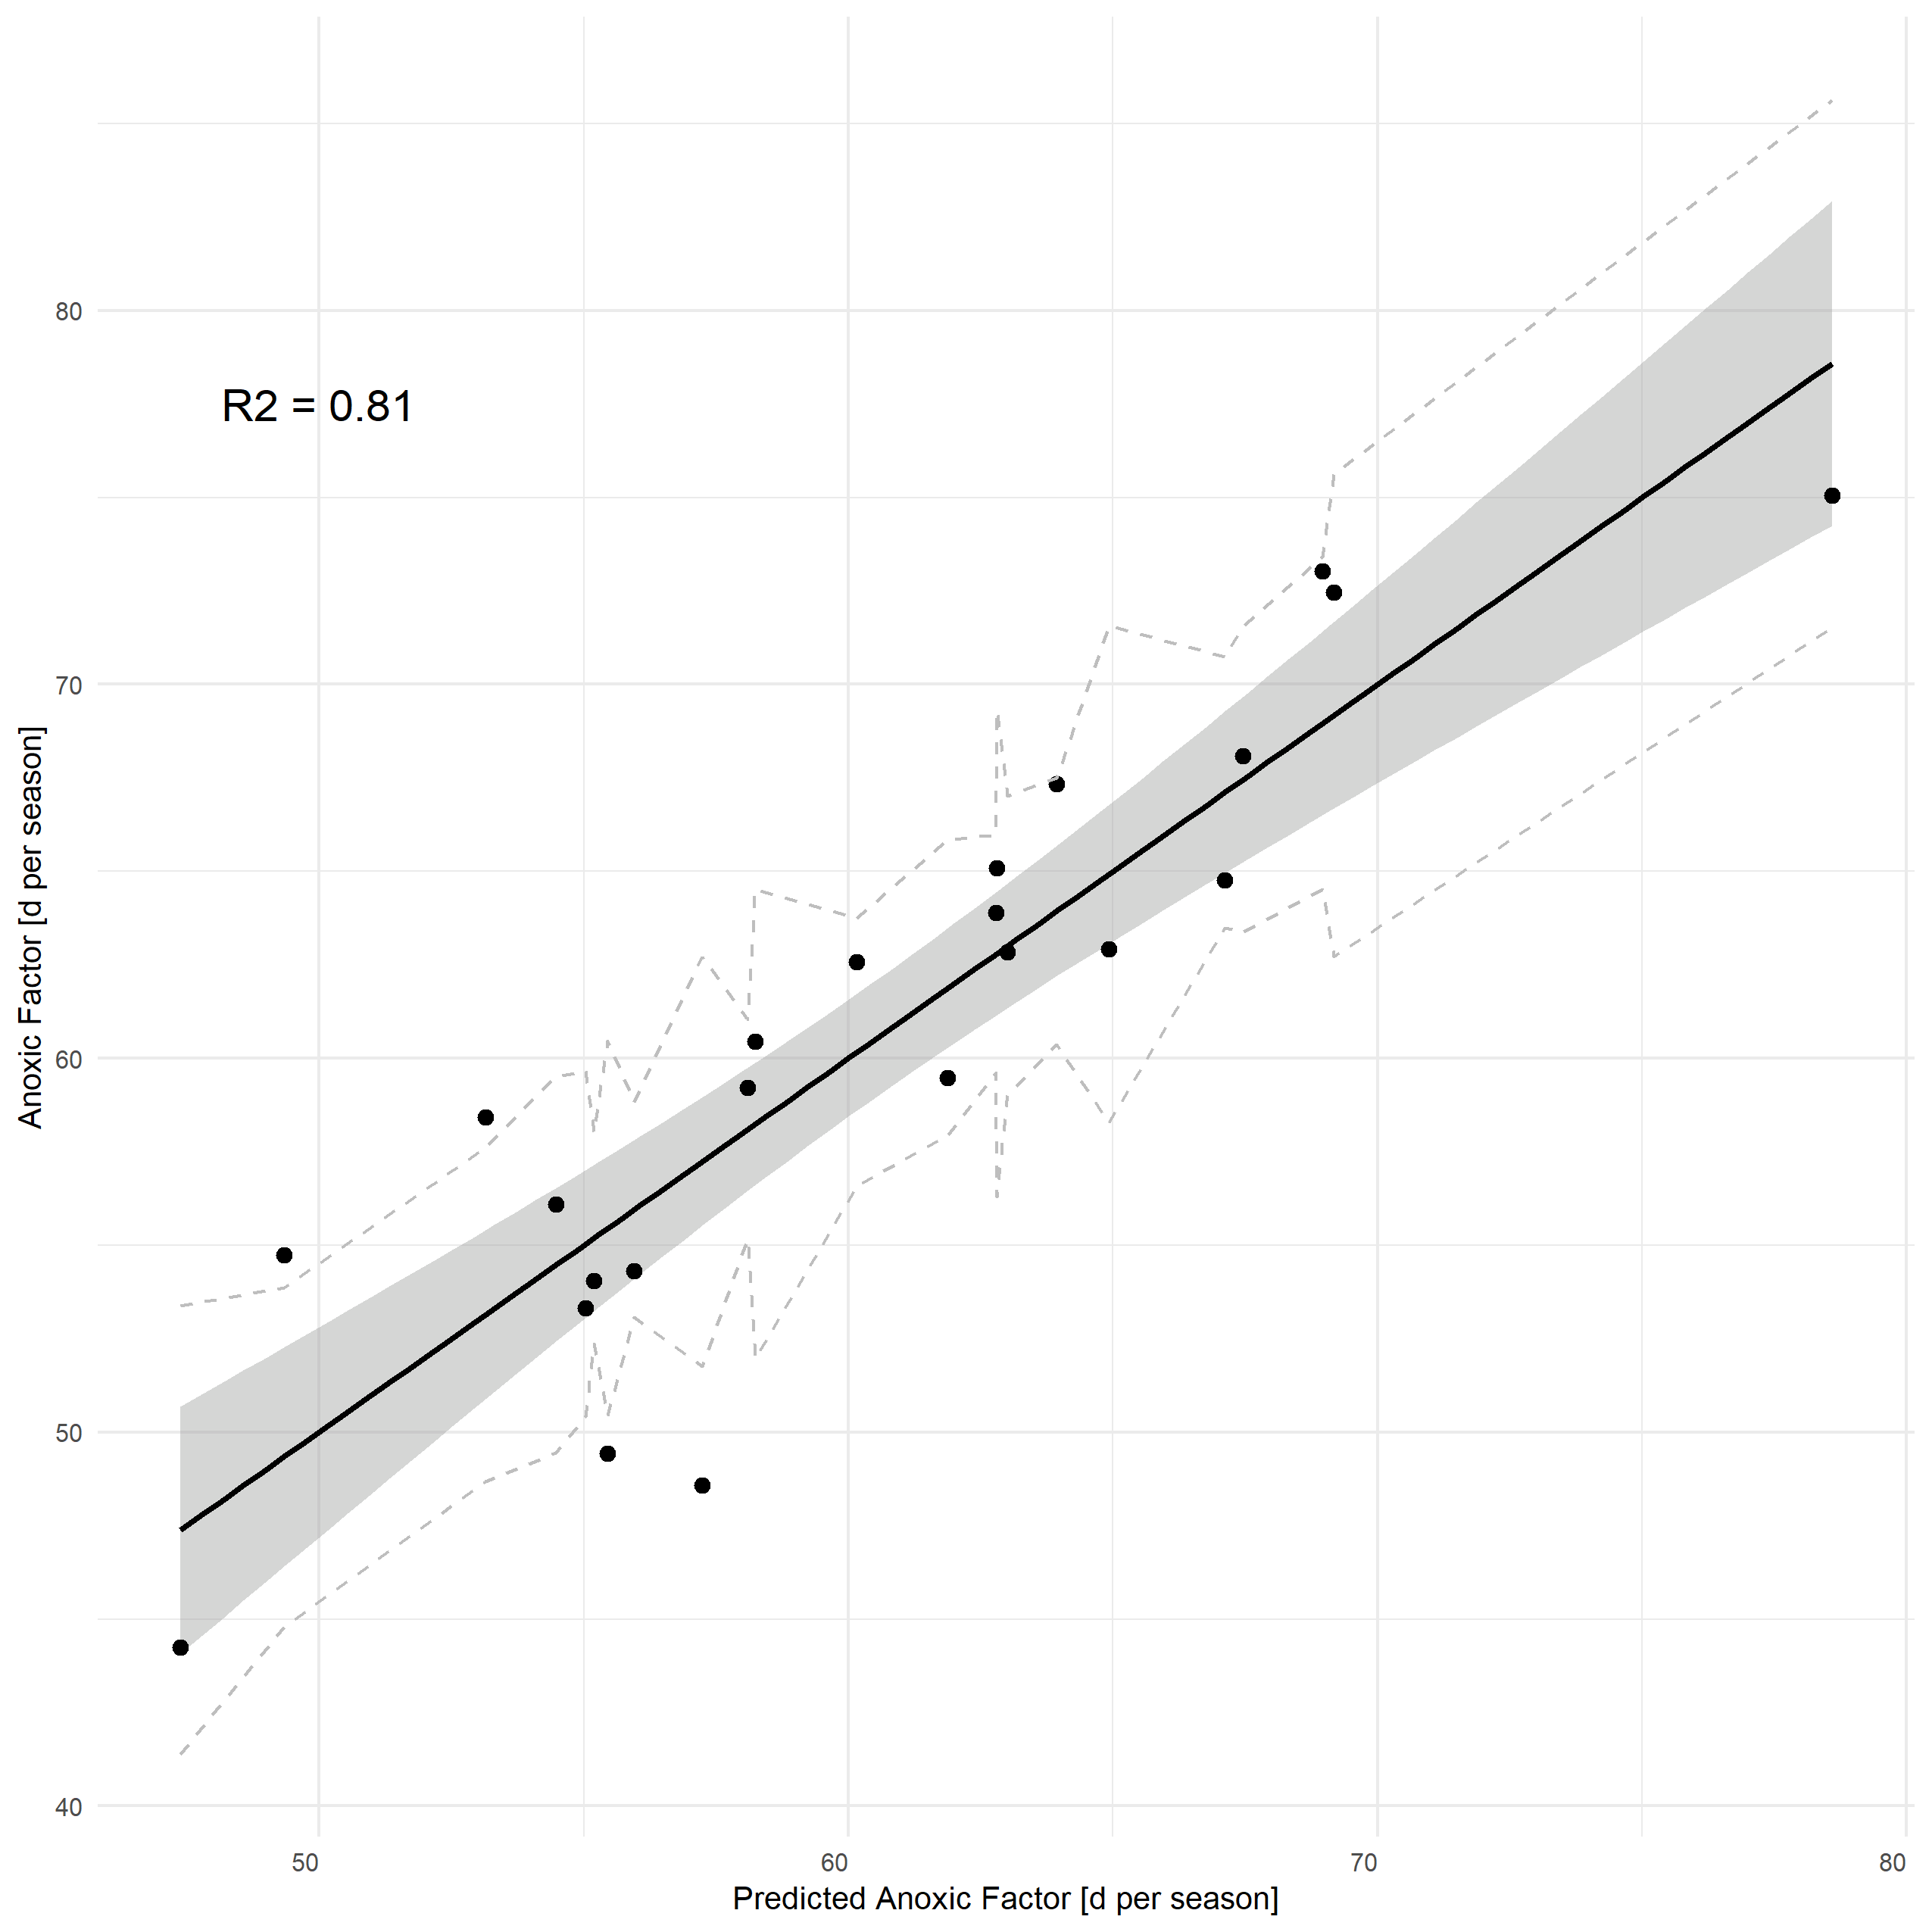 R2 = 0.81
80
70
60
50
40
Anoxic Factor [d per season]
50 60 70 80
Predicted Anoxic Factor [d per season]